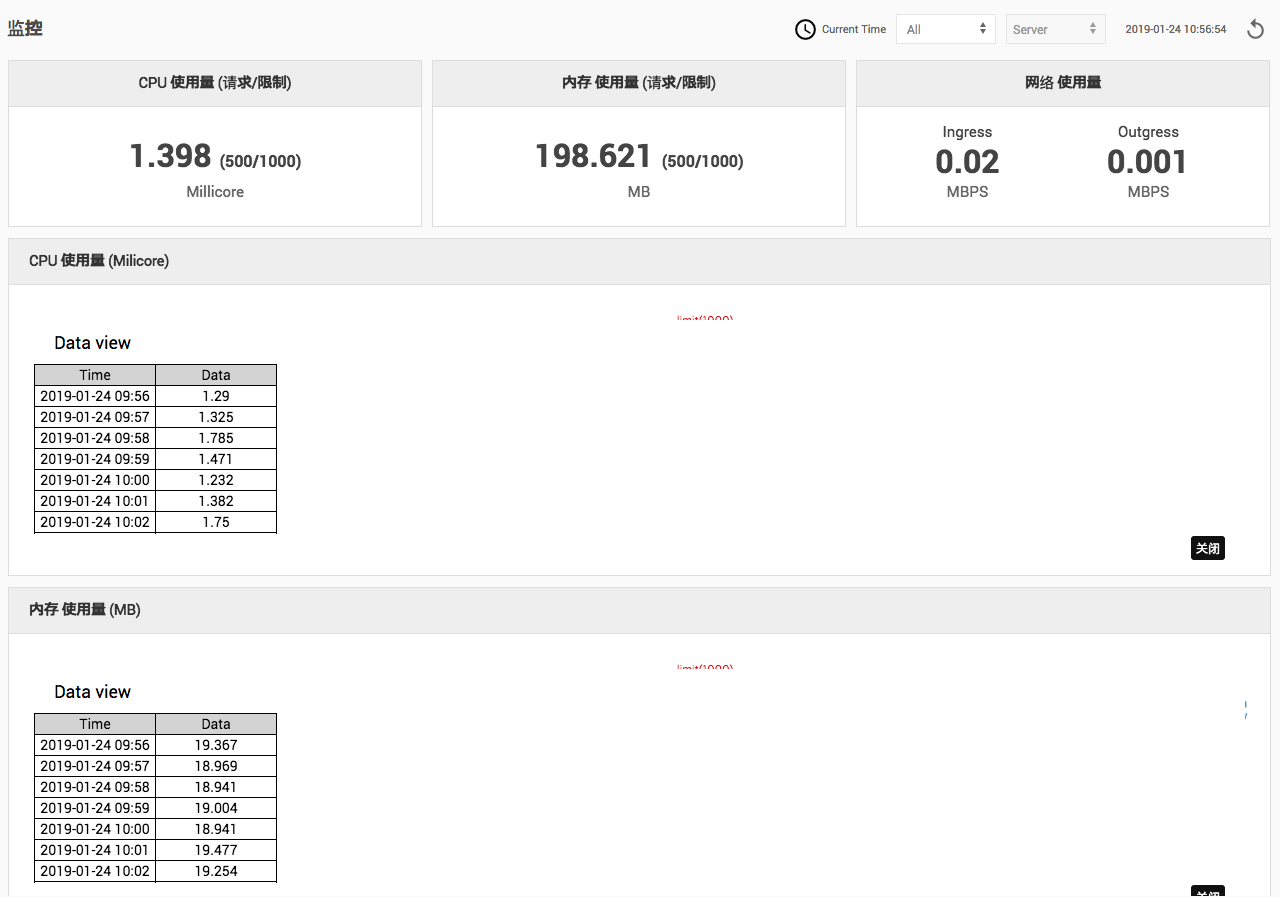 监控
Current Time All Server 2019-01-24 10:56:54
CPU 使用量 (请求/限制)
1.398 (500/1000)
Millicore
内存 使用量 (请求/限制)
198.621 (500/1000)
MB
网络 使用量
Ingress Outgress
0.02 0.001
MBPS MBPS
CPU 使用量 (Milicore)
limit(1000)
Data view
Time Data
2019-01-24 09:56 1.29
2019-01-24 09:57 1.325
2019-01-24 09:58 1.785
2019-01-24 09:59 1.471
2019-01-24 10:00 1.232
2019-01-24 10:01 1.382
2019-01-24 10:02 1.75
关闭
内存 使用量 (MB)
limit(1000)
Data view
Time Data
2019-01-24 09:56 19.367
2019-01-24 09:57 18.969
2019-01-24 09:58 18.941
2019-01-24 09:59 19.004
2019-01-24 10:00 18.941
2019-01-24 10:01 19.477
2019-01-24 10:02 19.254
关闭